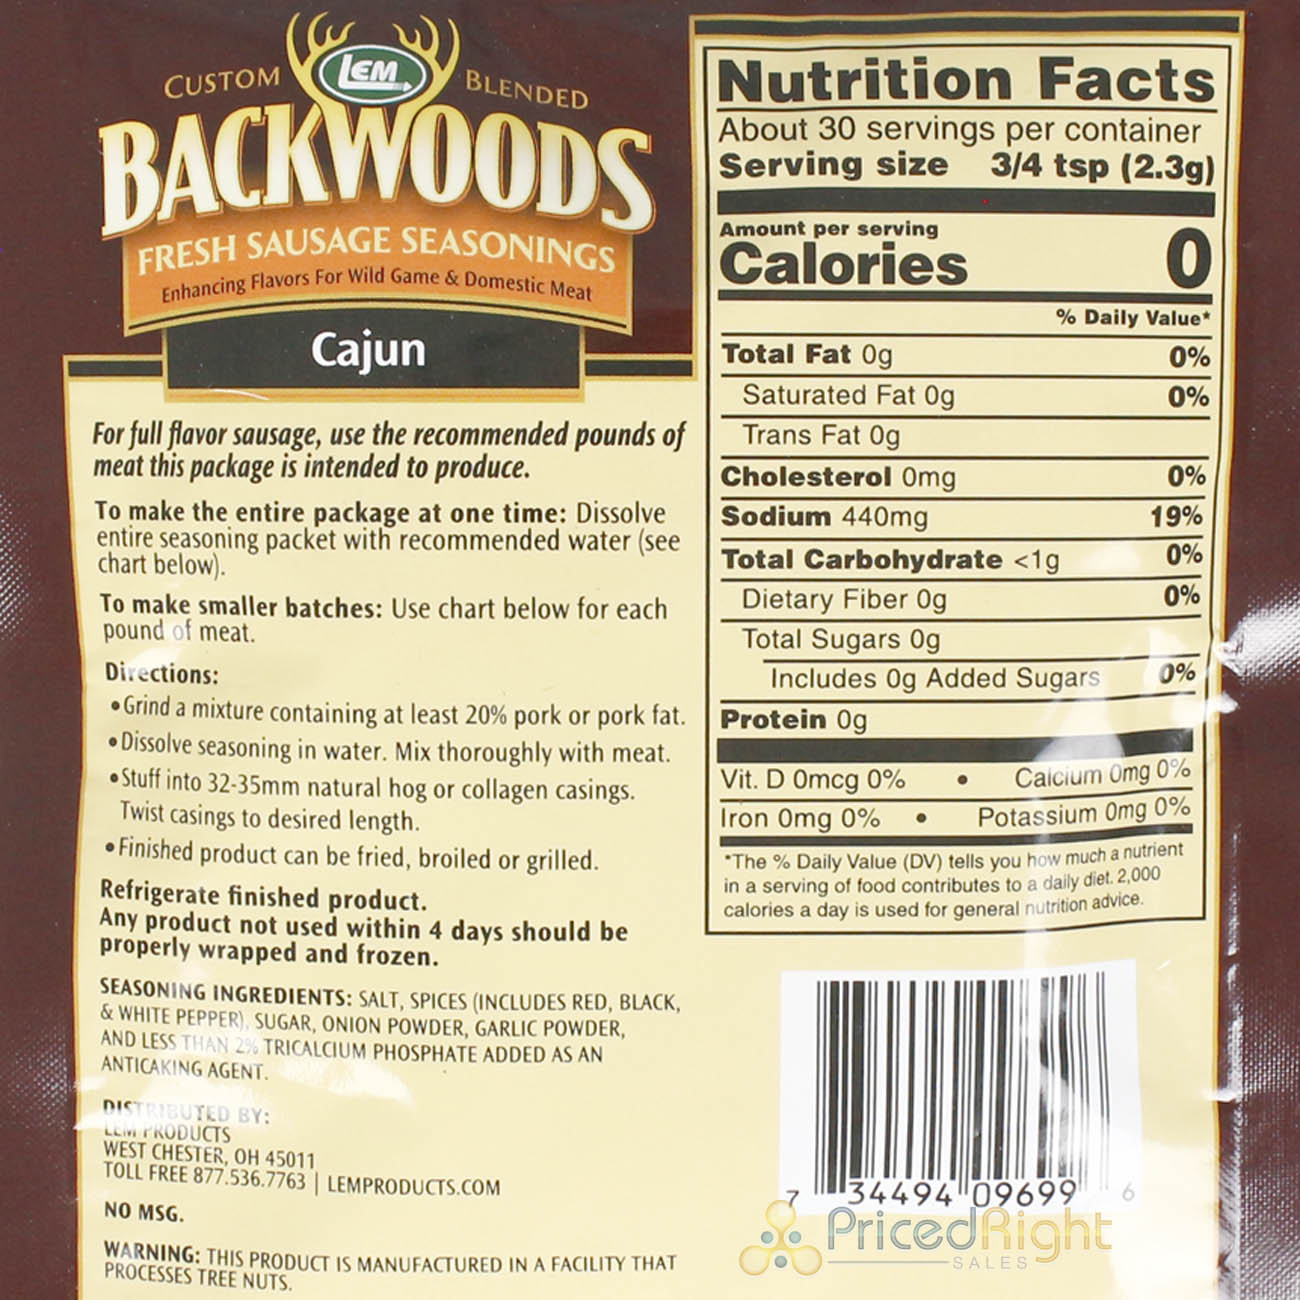 CUSTOM LEM BLENDED
BACKWOODS
FRESH SAUSAGE SEASONINGS
Enhancing Flavors For Wild Game & Domestic Meat
Cajun
For full flavor sausage, use the recommended pounds of
meat this package is intended to produce.
To make the entire package at one time: Dissolve
entire seasoning packet with recommended water (see
chart below).
To make smaller batches: Use chart below for each
pound of meat.
Directions:
•Grind a mixture containing at least 20% pork or pork fat.
•Dissolve seasoning in water. Mix thoroughly with meat.
•Stuff into 32-35mm natural hog or collagen casings.
Twist casings to desired length.
•Finished product can be fried, broiled or grilled.
Refrigerate finished product.
Any product not used within 4 days should be
properly wrapped and frozen.
SEASONING INGREDIENTS: SALT, SPICES (INCLUDES RED, BLACK,
& WHITE PEPPER), SUGAR, ONION POWDER, GARLIC POWDER,
AND LESS THAN 2% TRICALCIUM PHOSPHATE ADDED AS AN
ANTICAKING AGENT.
DISTRIBUTED BY:
LEM PRODUCTS
WEST CHESTER, OH 45011
TOLL FREE 877.536.7763 | LEMPRODUCTS.COM
NO MSG.
WARNING: THIS PRODUCT IS MANUFACTURED IN A FACILITY THAT
PROCESSES TREE NUTS.
Nutrition Facts
About 30 servings per container
Serving size 3/4 tsp (2.3g)
Amount per serving
Calories 0
% Daily Value*
Total Fat 0g 0%
Saturated Fat 0g 0%
Trans Fat 0g
Cholesterol 0mg 0%
Sodium 440mg 19%
Total Carbohydrate <1g 0%
Dietary Fiber 0g 0%
Total Sugars 0g
Includes 0g Added Sugars 0%
Protein 0g
Vit. D 0mcg 0% • Calcium 0mg 0%
Iron 0mg 0% • Potassium 0mg 0%
*The % Daily Value (DV) tells you how much a nutrient
in a serving of food contributes to a daily diet. 2,000
calories a day is used for general nutrition advice.
7 34494 09699 6
PricedRight
SALES